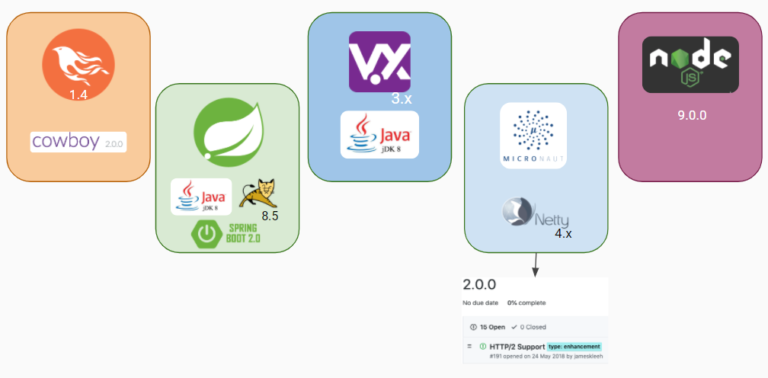 1.4
cowboy 2.0.0
Java
jDK 8
8.5
SPRING
BOOT 2.0
V.X
3.x
Java
jDK 8
μ
MICRONAUT
Netty
4.x
node
JS
9.0.0
2.0.0
No due date 0% complete
15 Open ✓ 0 Closed
HTTP/2 Support type: enhancement
#191 opened on 24 May 2018 by jameskleeh